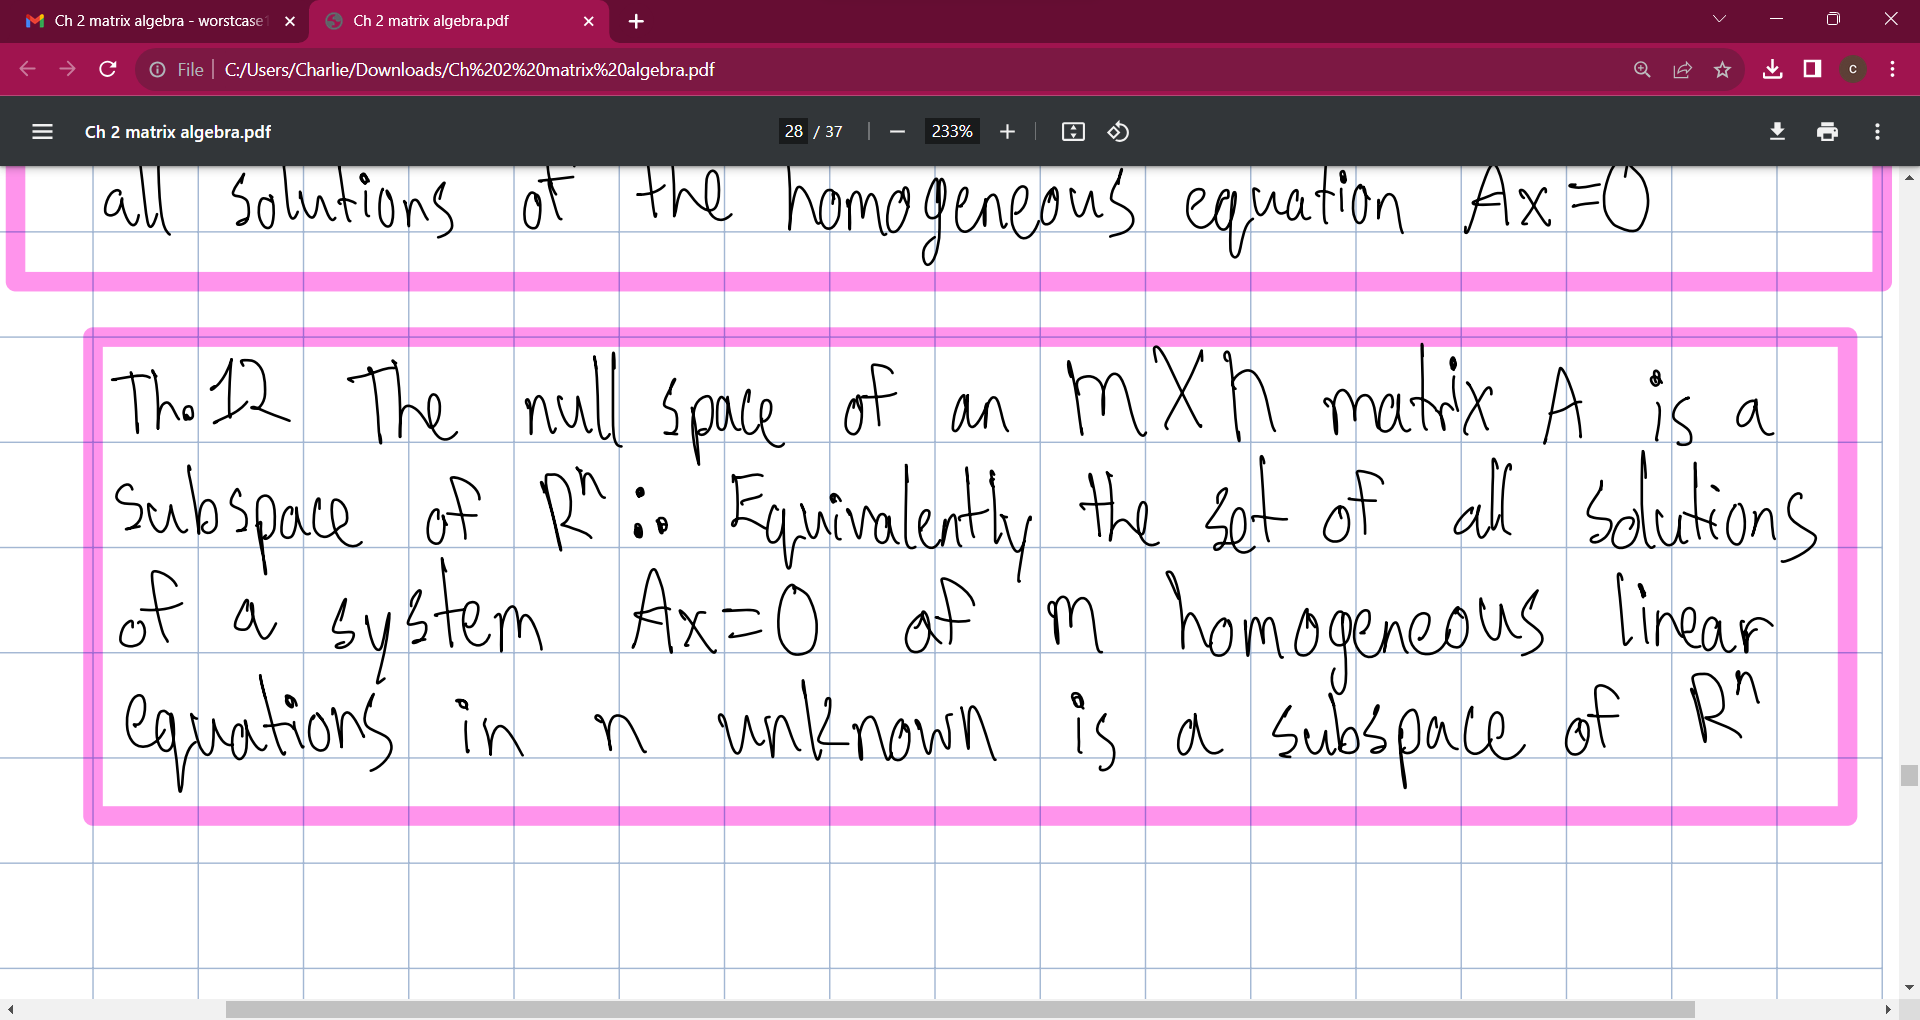 Ch 2 matrix algebra - worstcase
Ch 2 matrix algebra.pdf
File
C:/Users/Charlie/Downloads/Ch%202%20matrix%20algebra.pdf
C
Ch 2 matrix algebra.pdf
28 / 37
233%
all solutions of the homogeneous equation Ax=0
Th. 12 The null space of an m×n matrix A is a
subspace of Rⁿ ∴ Equivalently the set of all solutions
of a system Ax=0 of m homogeneous linear
equations in n unknown is a subspace of Rⁿ